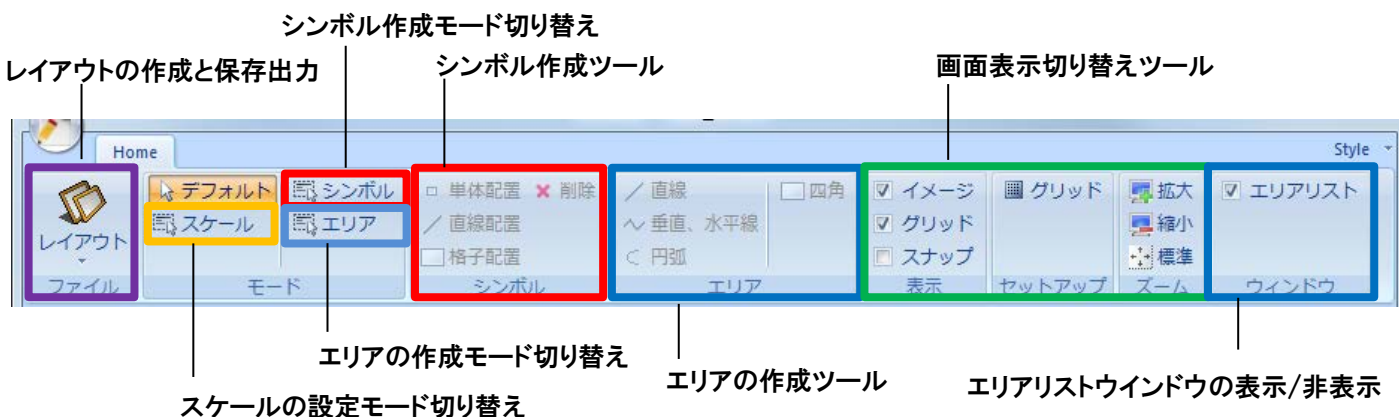 シンボル作成モード切り替え
レイアウトの作成と保存出力
シンボル作成ツール
画面表示切り替えツール
Home
Style
レイアウト
ファイル
デフォルト
シンボル
スケール
エリア
モード
単体配置
削除
直線配置
格子配置
シンボル
直線
四角
垂直、水平線
円弧
エリア
イメージ
グリッド
スナップ
表示
グリッド
セットアップ
拡大
縮小
標準
ズーム
エリアリスト
ウィンドウ
エリアの作成モード切り替え
エリアの作成ツール
エリアリストウインドウの表示/非表示
スケールの設定モード切り替え